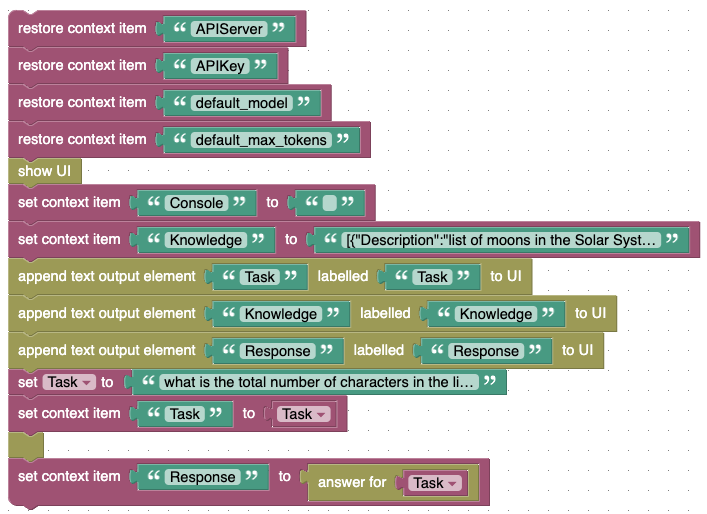 restore context item “ APIServer ”
restore context item “ APIKey ”
restore context item “ default_model ”
restore context item “ default_max_tokens ”
show UI
set context item “ Console ” to “ ”
set context item “ Knowledge ” to “ [{"Description":"list of moons in the Solar Syst... ”
append text output element “ Task ” labelled “ Task ” to UI
append text output element “ Knowledge ” labelled “ Knowledge ” to UI
append text output element “ Response ” labelled “ Response ” to UI
set Task to “ what is the total number of characters in the li... ”
set context item “ Task ” to Task
set context item “ Response ” to answer for Task